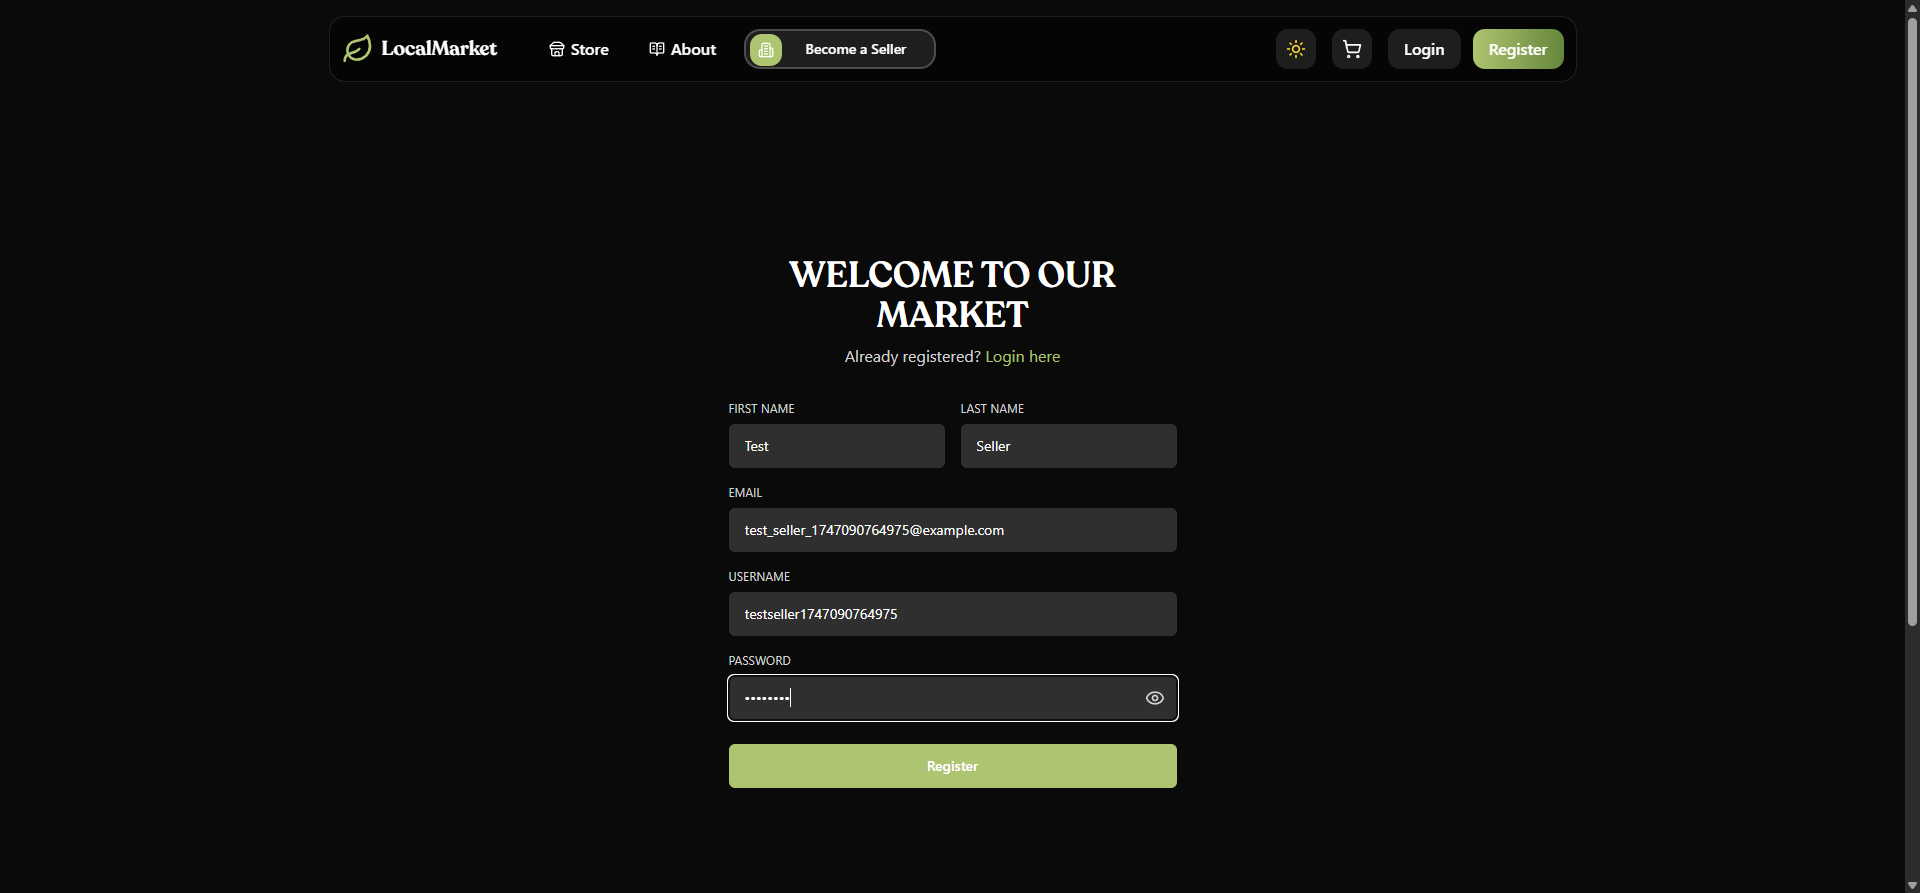 LocalMarket Store About Become a Seller Login Register
WELCOME TO OUR
MARKET
Already registered? Login here
FIRST NAME LAST NAME
Test Seller
EMAIL
test_seller_1747090764975@example.com
USERNAME
testseller1747090764975
PASSWORD
••••••••
Register